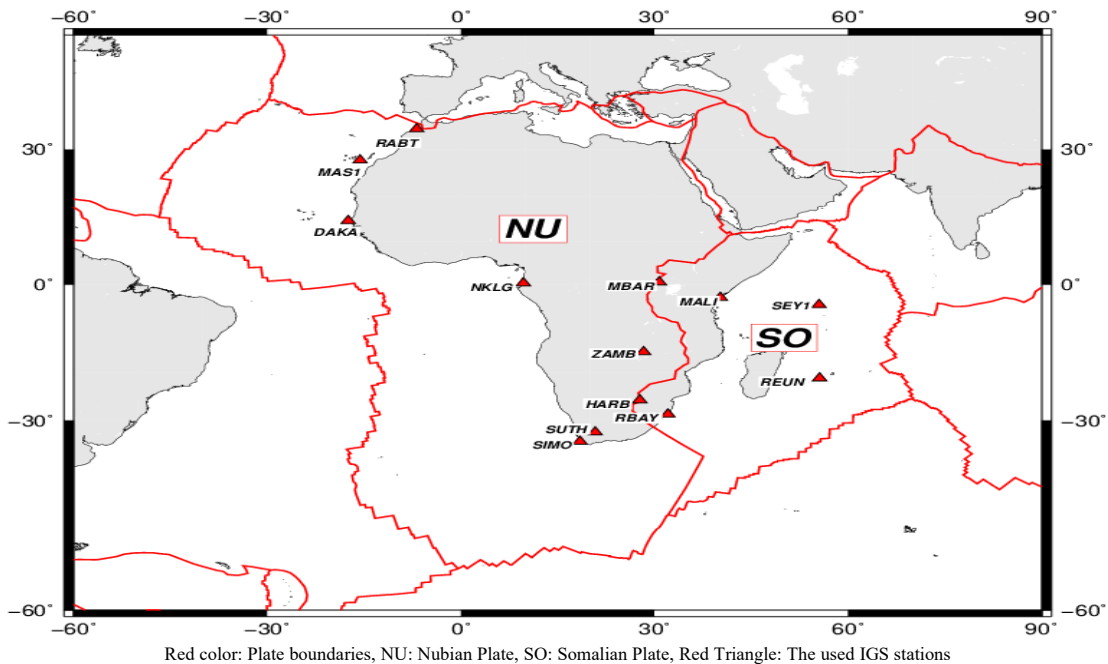 −60° −30° 0° 30° 60° 90°
30° 30°
RABT
MAS1
DAKA
NU
0° 0°
NKLG
MBAR
MALI
SEY1
SO
ZAMB
REUN
HARB
RBAY
−30° −30°
SUTH
SIMO
−60° −60°
−60° −30° 0° 30° 60° 90°
Red color: Plate boundaries, NU: Nubian Plate, SO: Somalian Plate, Red Triangle: The used IGS stations